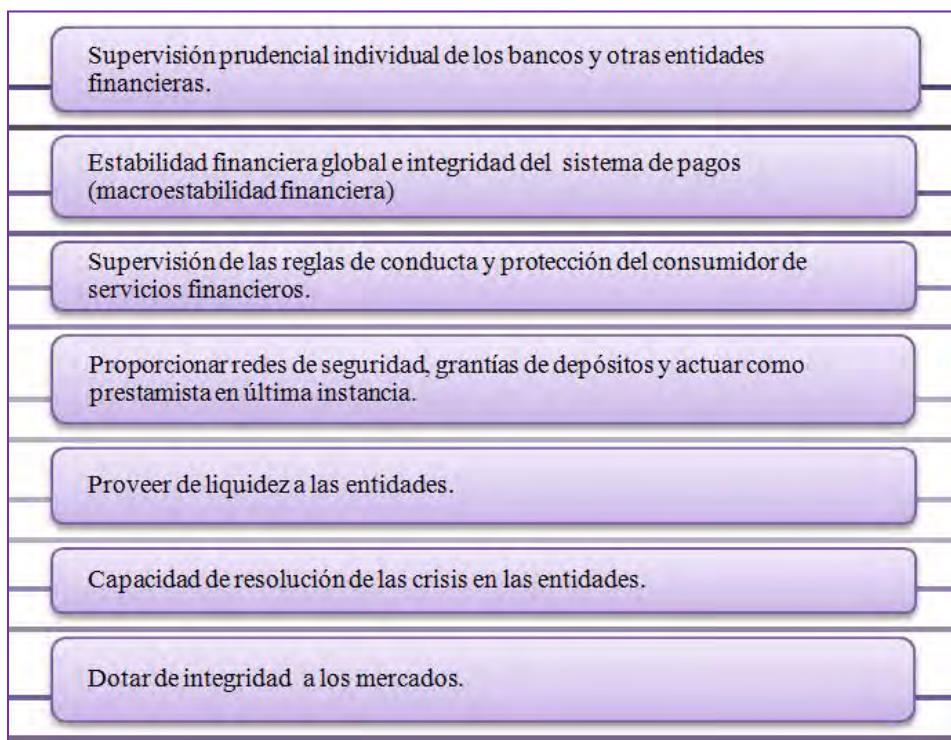 Supervisión prudencial individual de los bancos y otras entidades
financieras.
Estabilidad financiera global e integridad del sistema de pagos
(macroestabilidad financiera)
Supervisión de las reglas de conducta y protección del consumidor de
servicios financieros.
Proporcionar redes de seguridad, grantías de depósitos y actuar como
prestamista en última instancia.
Proveer de liquidez a las entidades.
Capacidad de resolución de las crisis en las entidades.
Dotar de integridad a los mercados.